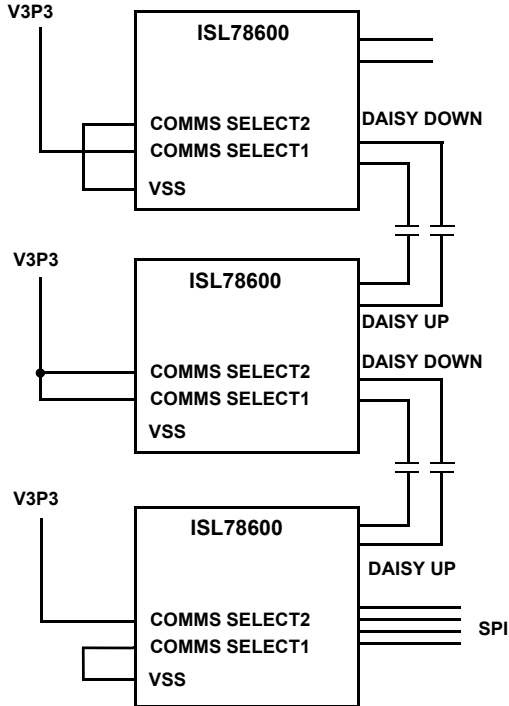 V3P3
ISL78600
COMMS SELECT2
DAISY DOWN
COMMS SELECT1
VSS
V3P3
ISL78600
DAISY UP
DAISY DOWN
COMMS SELECT2
COMMS SELECT1
VSS
V3P3
ISL78600
DAISY UP
COMMS SELECT2
SPI
COMMS SELECT1
VSS